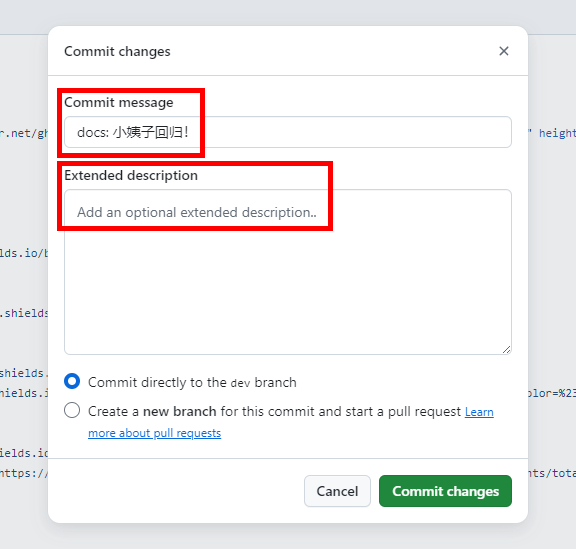 Commit changes
Commit message
r.net/gh
docs: 小姨子回归！
" height
Extended description
Add an optional extended description..
lds.io/b
.shields
shields.
Commit directly to the dev branch
shields.i
olor=%23
Create a new branch for this commit and start a pull request Learn
more about pull requests
ields.io
https://
nts/tota
Cancel
Commit changes